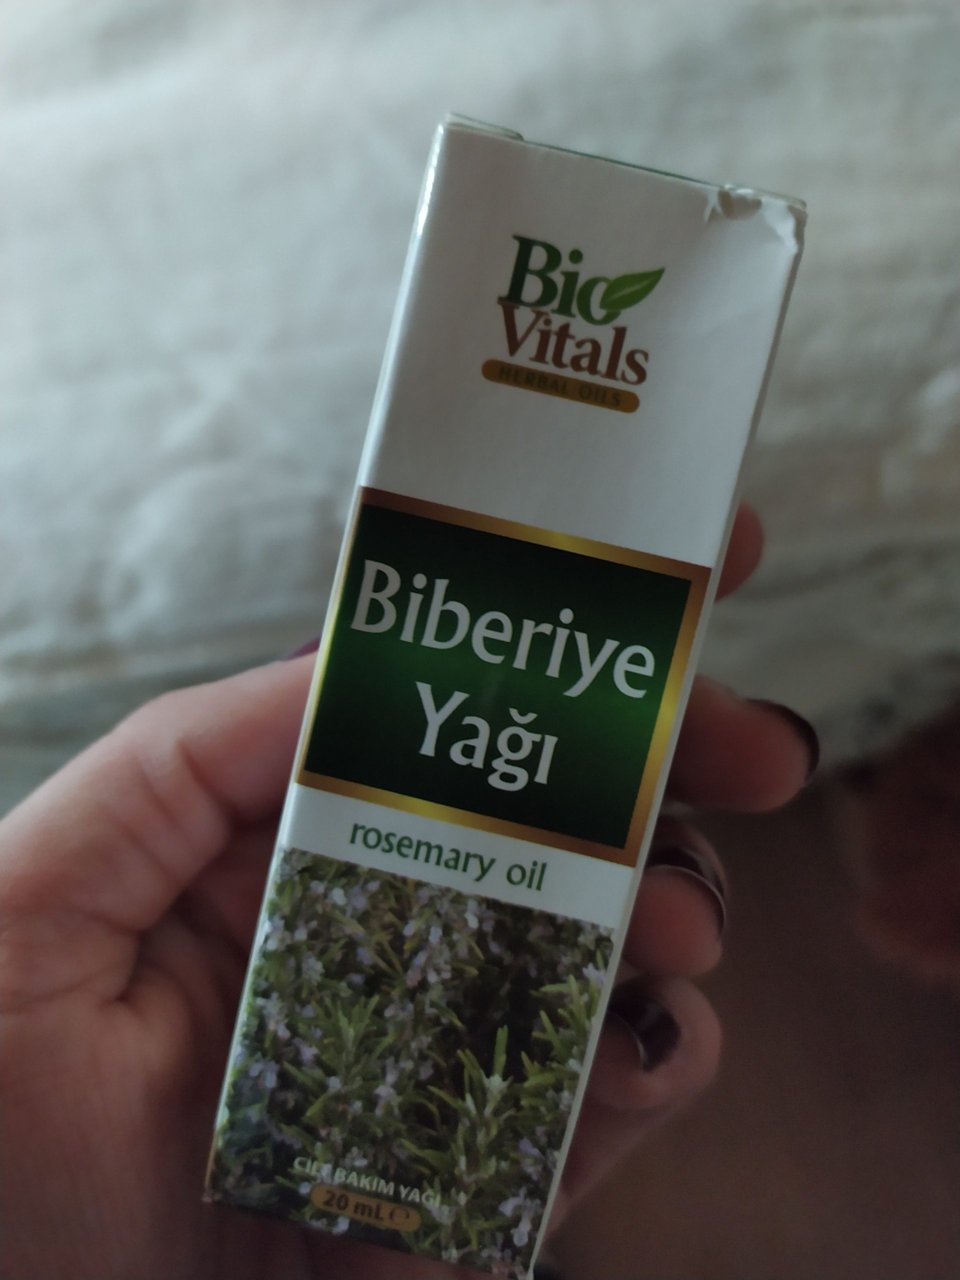 Bio
Vitals
HERBAL OILS
Biberiye
Yağı
rosemary oil
CİLT BAKIM YAĞI
20 mL ℮